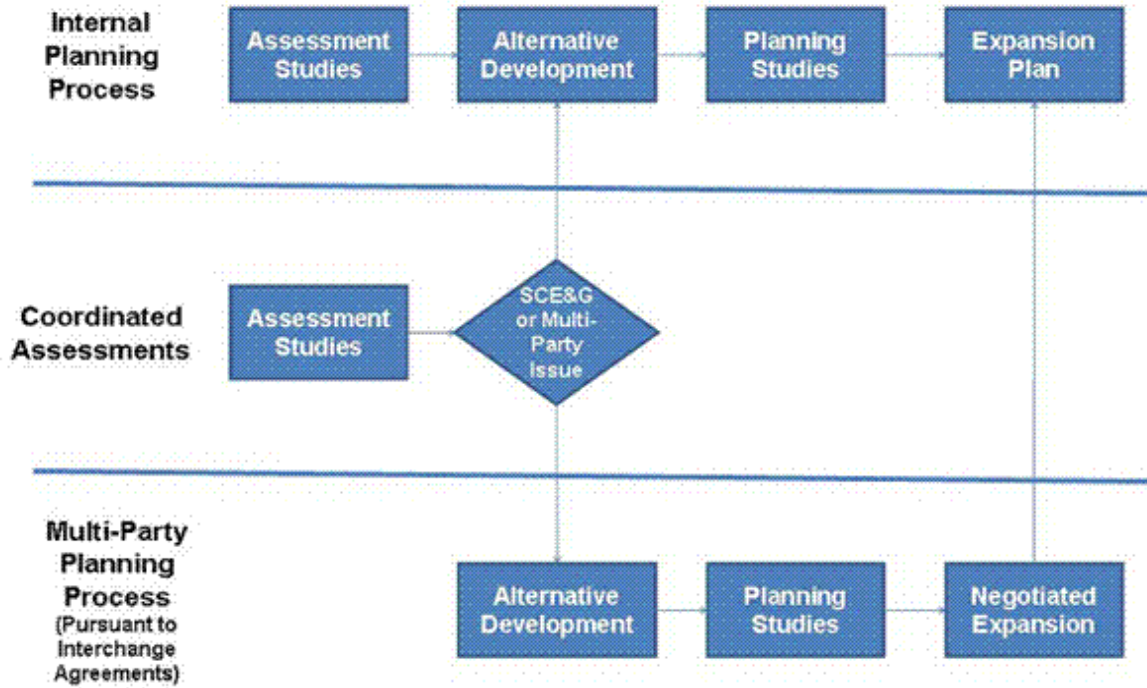 Internal
Planning
Process
Assessment
Studies
Alternative
Development
Planning
Studies
Expansion
Plan
Coordinated
Assessments
Assessment
Studies
SCE&G
or Multi-
Party
Issue
Multi-Party
Planning
Process
(Pursuant to
Interchange
Agreements)
Alternative
Development
Planning
Studies
Negotiated
Expansion